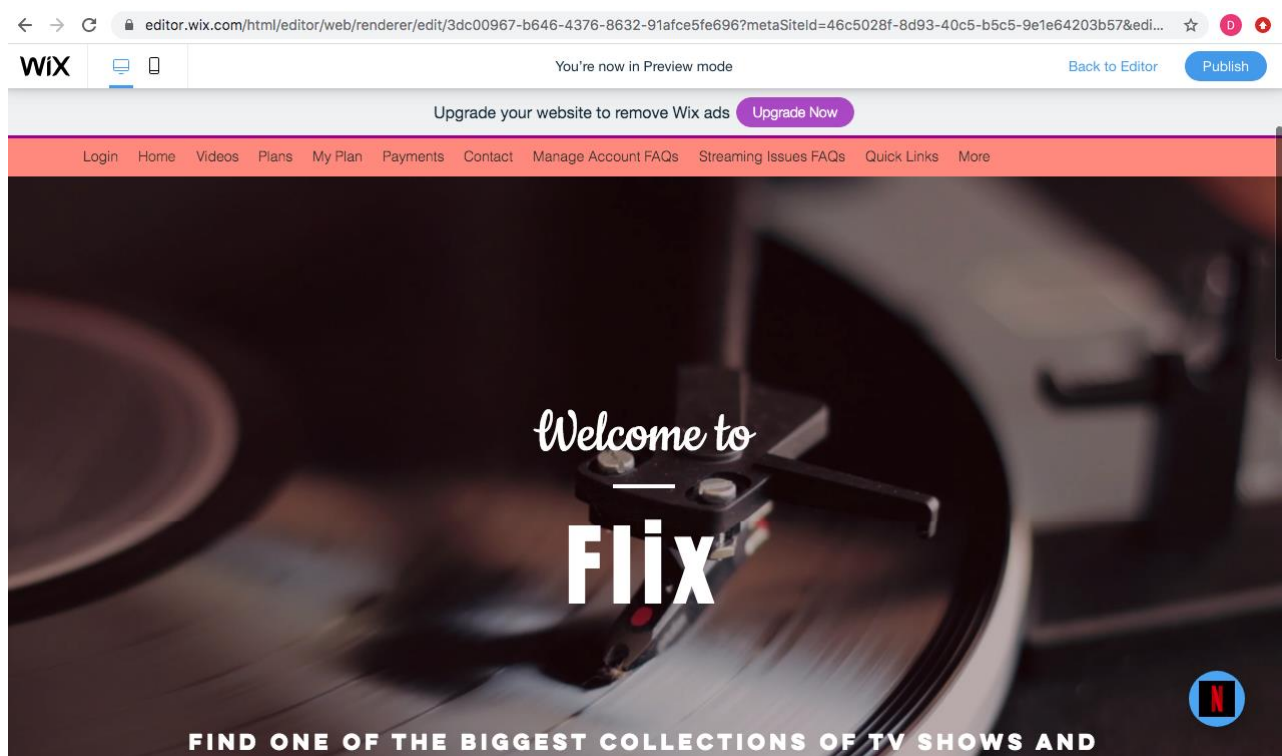 editor.wix.com/html/editor/web/renderer/edit/3dc00967-b646-4376-8632-91afce5fe696?metaSiteId=46c5028f-8d93-40c5-b5c5-9e1e64203b57&edi... D
WiX You're now in Preview mode Back to Editor Publish
Upgrade your website to remove Wix ads Upgrade Now
Login Home Videos Plans My Plan Payments Contact Manage Account FAQs Streaming Issues FAQs Quick Links More
Welcome to
Flix
N
FIND ONE OF THE BIGGEST COLLECTIONS OF TV SHOWS AND